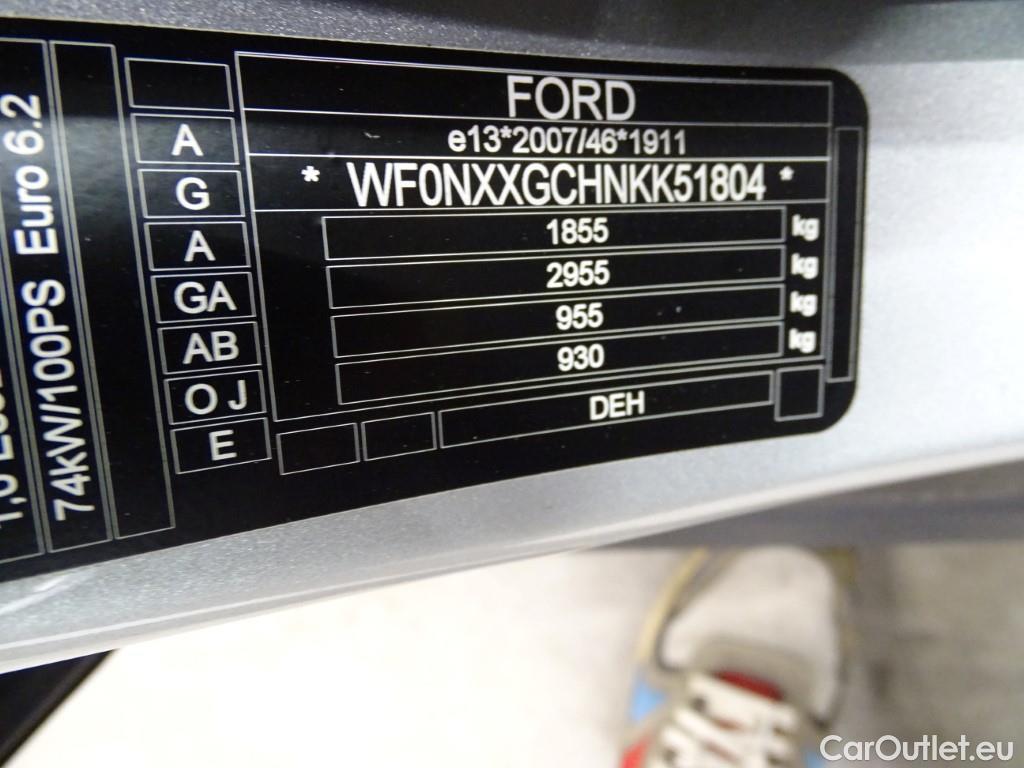 FORD
e13*2007/46*1911
* WF0NXXGCHNKK51804 *
1855 kg
2955 kg
955 kg
930 kg
DEH
A
G
A
GA
AB
O J
E
74kW/100PS Euro 6.2
CarOutlet.eu